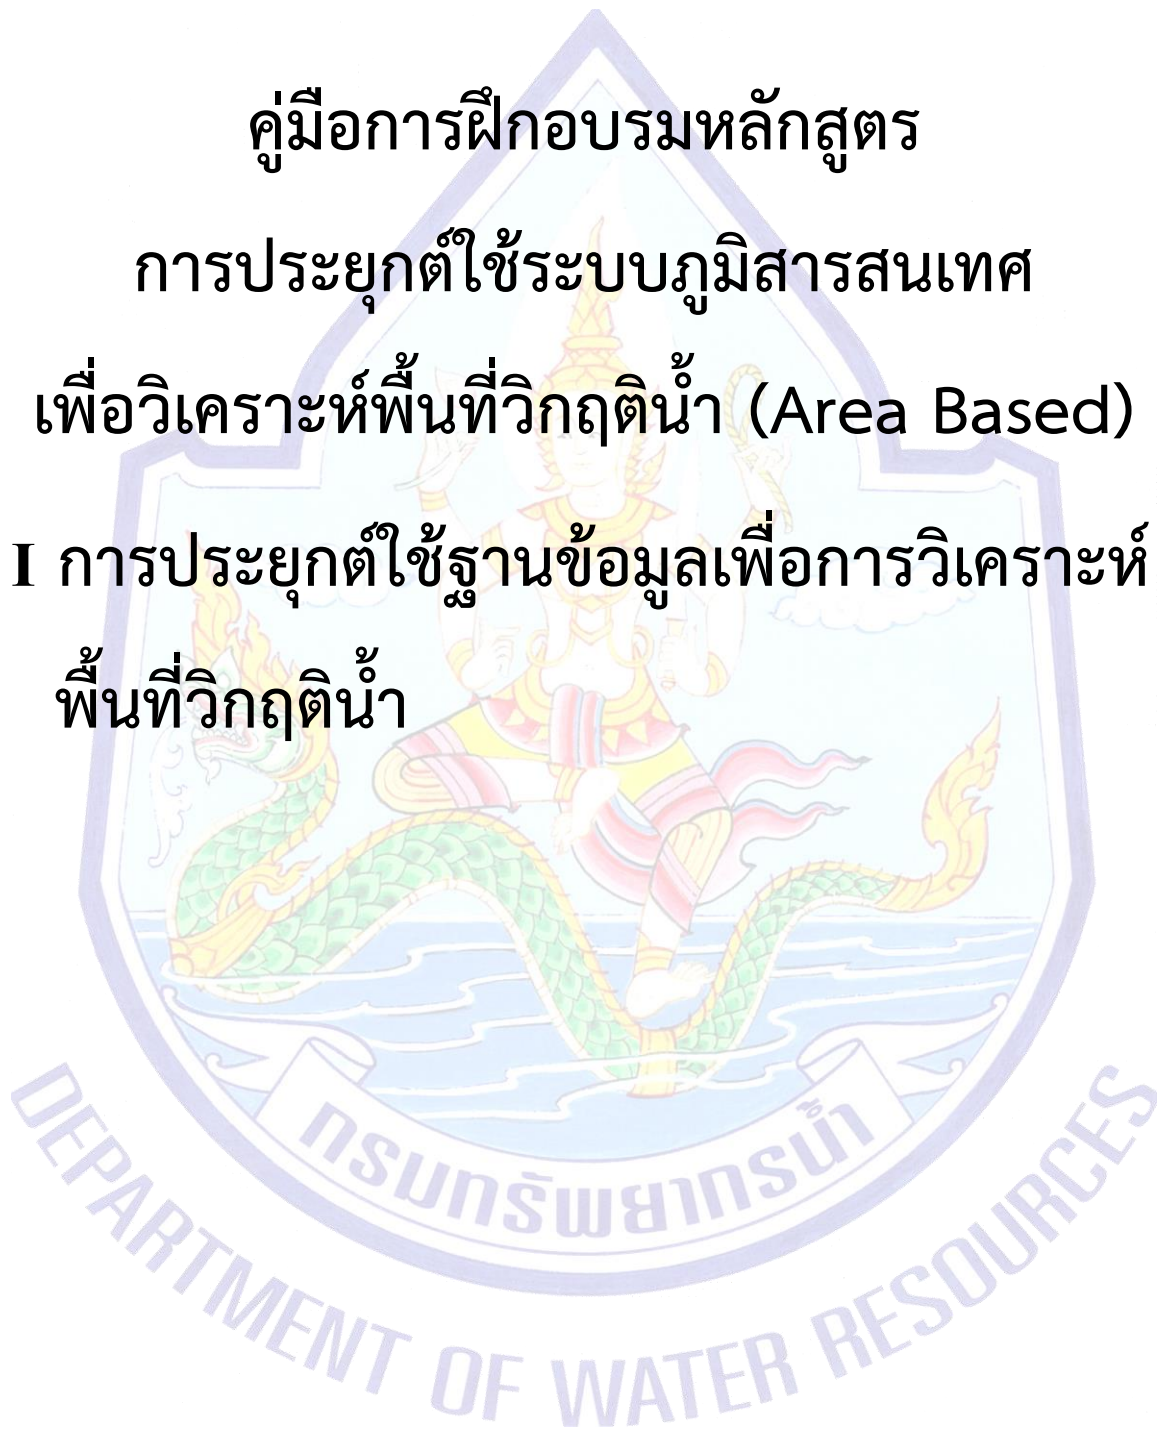 คู่มือการฝึกอบรมหลักสูตร
การประยุกต์ใช้ระบบภูมิสารสนเทศ
เพื่อวิเคราะห์พื้นที่วิกฤติน้ำ (Area Based)
I การประยุกต์ใช้ฐานข้อมูลเพื่อการวิเคราะห์
พื้นที่วิกฤติน้ำ
กรมทรัพยากรน้ำ
DEPARTMENT OF WATER RESOURCES